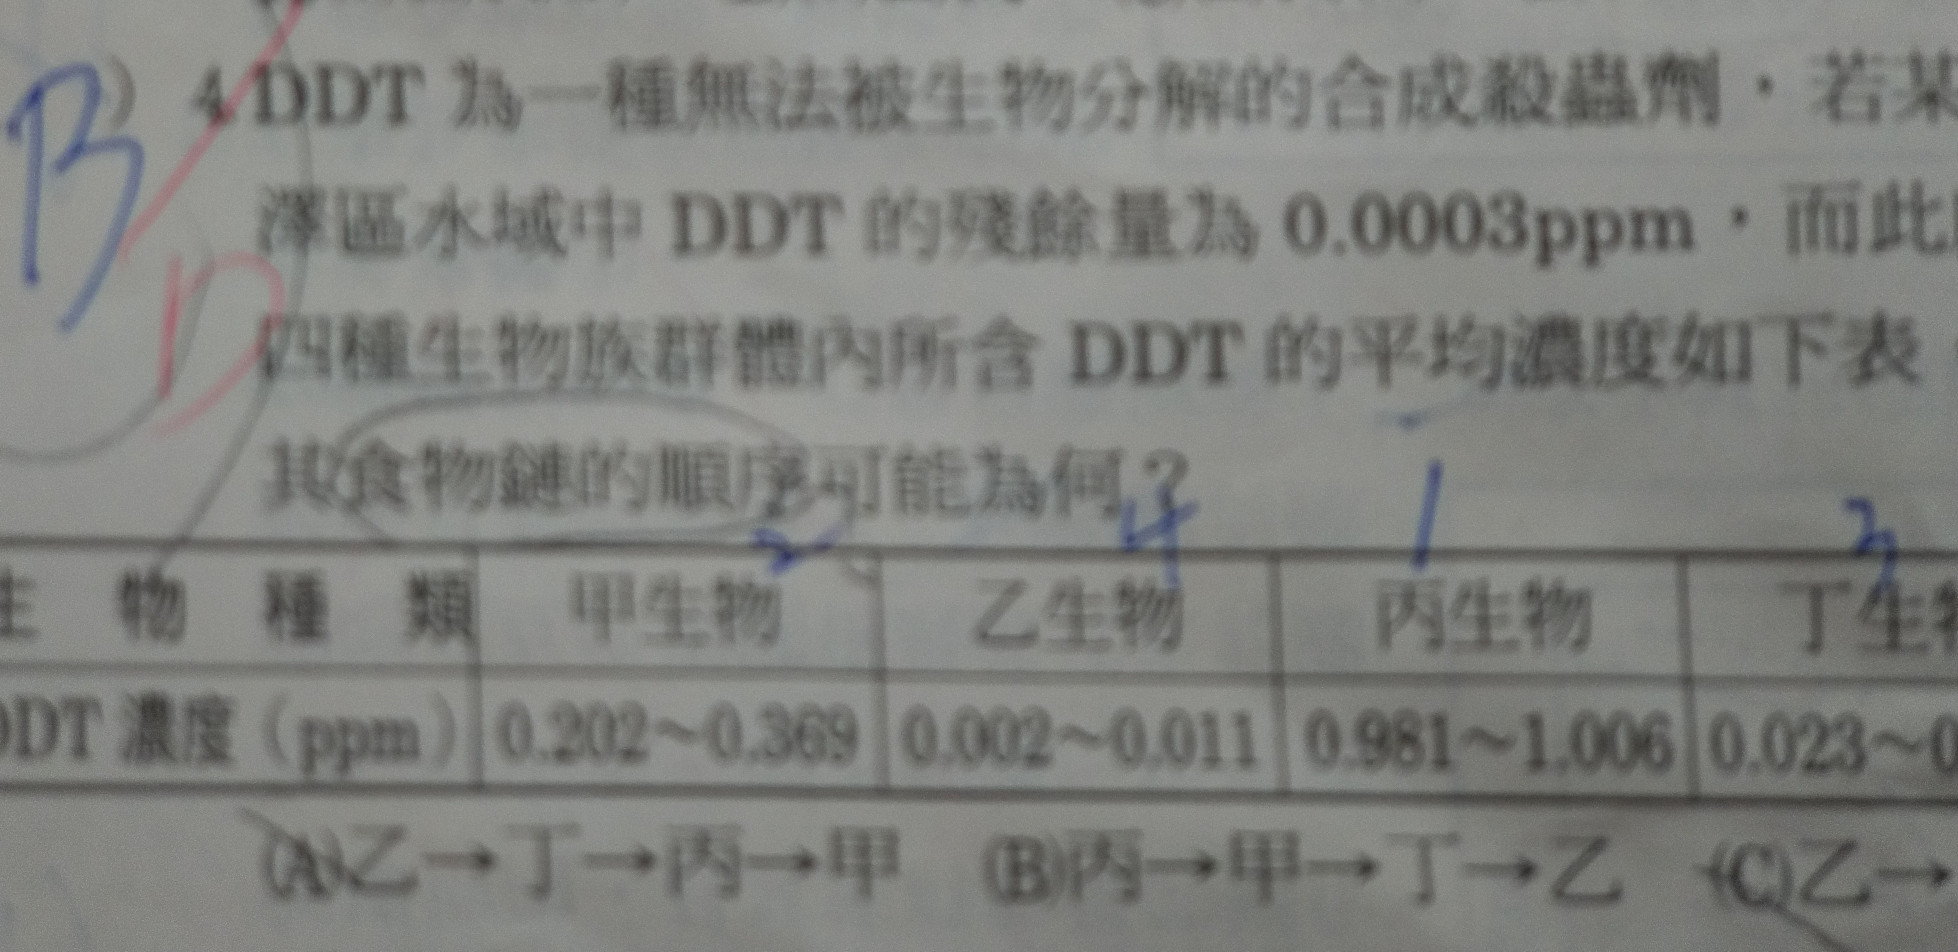 B ) 4 DDT 為一種無法被生物分解的合成殺蟲劑，若某
澤區水域中 DDT 的殘餘量為 0.0003ppm，而此
D 四種生物族群體內所含 DDT 的平均濃度如下表
其食物鏈的順序可能為何？
2 4 1 3
生物種類 甲生物 乙生物 丙生物 丁生物
DDT 濃度（ppm） 0.202～0.369 0.002～0.011 0.981～1.006 0.023～0
(A)乙→丁→丙→甲 (B)丙→甲→丁→乙 (C)乙→